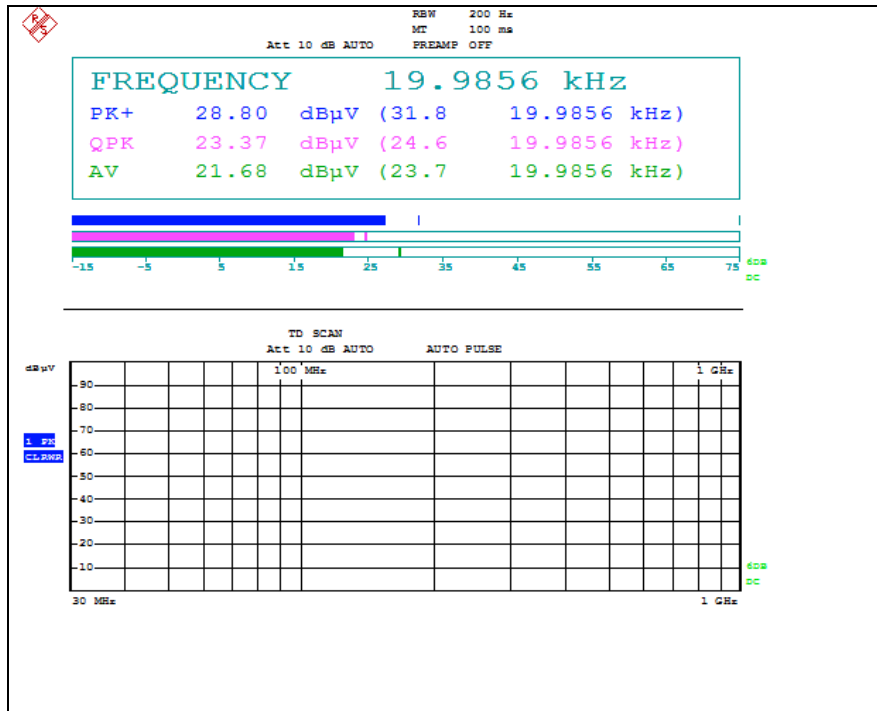 R S
RBW 200 Hz
MT 100 ms
Att 10 dB AUTO PREAMP OFF
FREQUENCY 19.9856 kHz
PK+ 28.80 dBµV (31.8 19.9856 kHz)
QPK 23.37 dBµV (24.6 19.9856 kHz)
AV 21.68 dBµV (23.7 19.9856 kHz)
-15 -5 5 15 25 35 45 55 65 75
6DB
DC
TD SCAN
Att 10 dB AUTO AUTO PULSE
dBµV
100 MHz 1 GHz
90
80
70
1 PK
60
CLRWR
50
40
30
20
10
6DB
DC
30 MHz 1 GHz